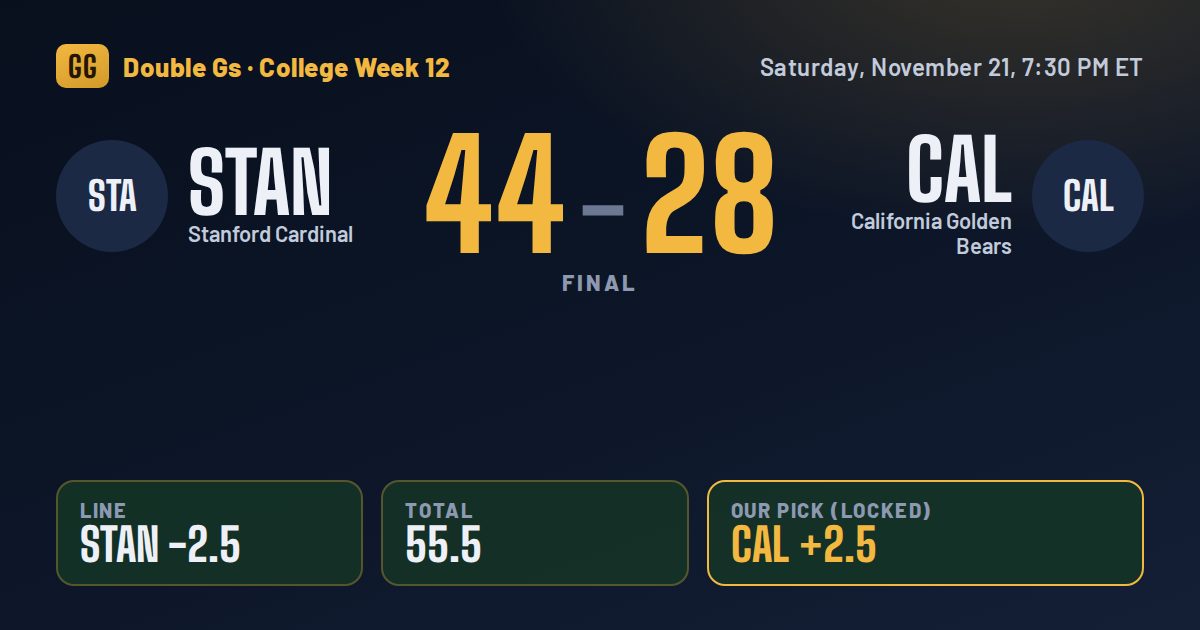 GG Double Gs · College Week 12
Saturday, November 21, 7:30 PM ET
STA
STAN
Stanford Cardinal
44 – 28
FINAL
CAL
California Golden
Bears
CAL
LINE
STAN −2.5
TOTAL
55.5
OUR PICK (LOCKED)
CAL +2.5